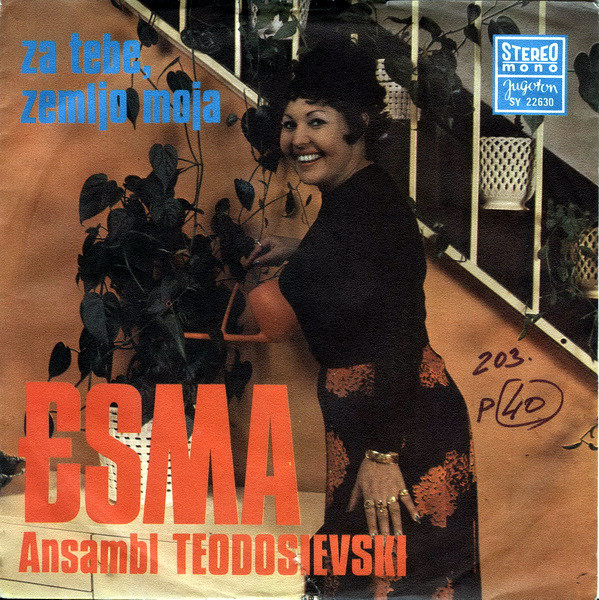 za tebe,
zemljo moja
STEREO
mono
Jugoton
SY 22630
203.
P 40
ESMA
Ansambl TEODOSIEVSKI